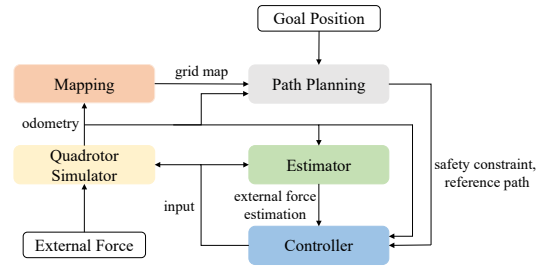 Goal Position
Mapping
grid map
Path Planning
odometry
Quadrotor
Simulator
Estimator
safety constraint,
reference path
input
external force
estimation
External Force
Controller